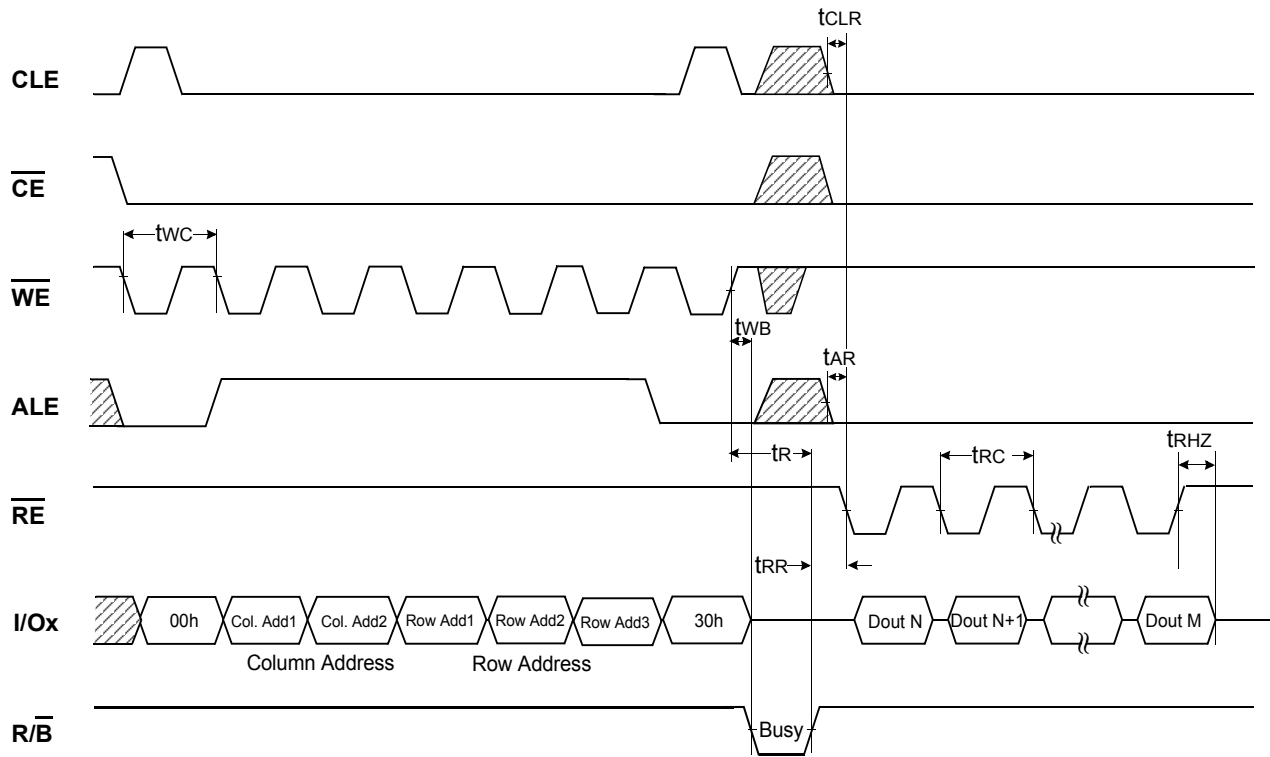 tCLR
CLE
CE
tWC
WE
tWB
tAR
ALE
tR
tRC
tRHZ
RE
tRR
I/Ox
00h
Col. Add1
Col. Add2
Row Add1
Row Add2
Row Add3
30h
Dout N
Dout N+1
Dout M
Column Address
Row Address
R/B
Busy